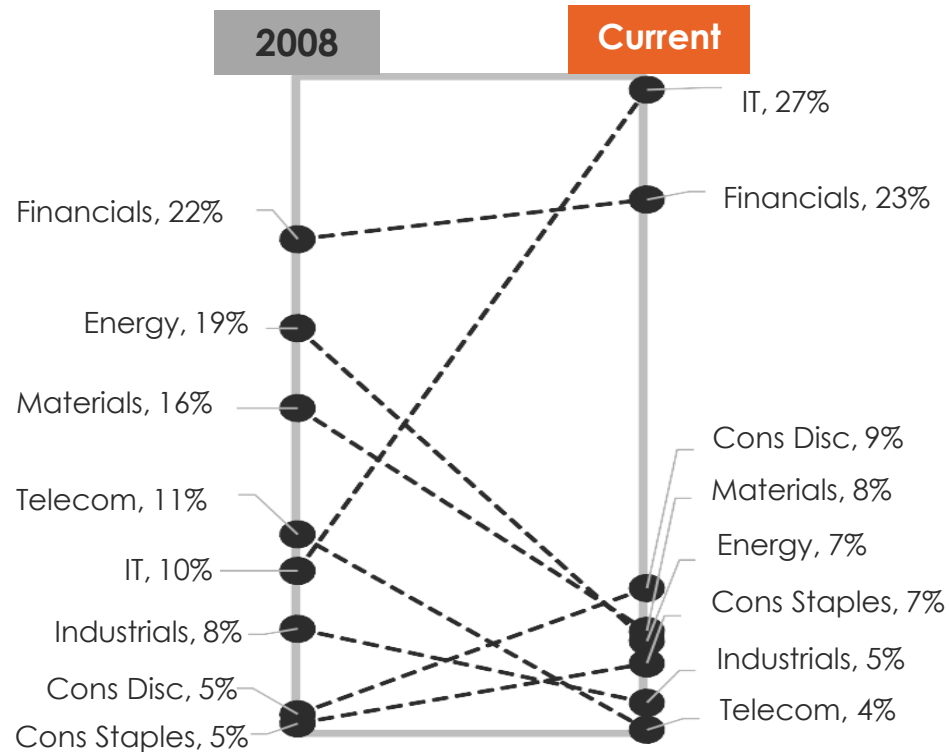 2008
Current
Financials, 22%
Energy, 19%
Materials, 16%
Telecom, 11%
IT, 10%
Industrials, 8%
Cons Disc, 5%
Cons Staples, 5%
IT, 27%
Financials, 23%
Cons Disc, 9%
Materials, 8%
Energy, 7%
Cons Staples, 7%
Industrials, 5%
Telecom, 4%